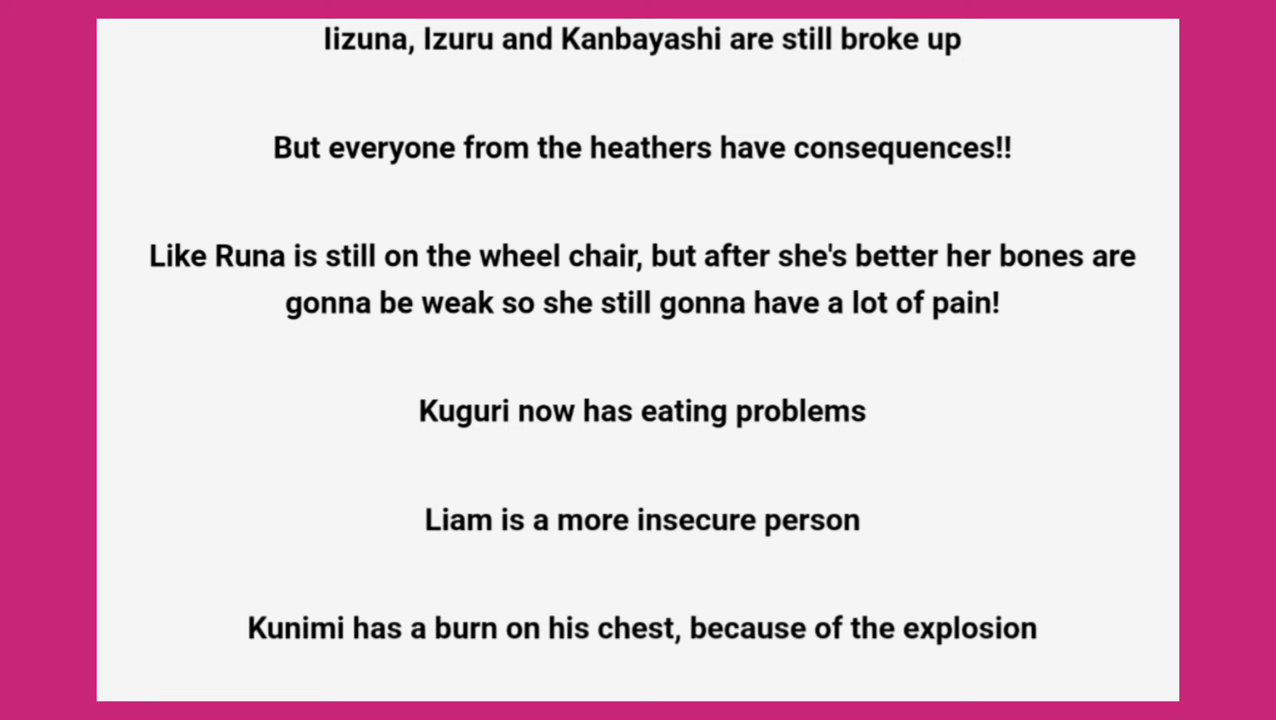 Iizuna, Izuru and Kanbayashi are still broke up
But everyone from the heathers have consequences!!
Like Runa is still on the wheel chair, but after she's better her bones are
gonna be weak so she still gonna have a lot of pain!
Kuguri now has eating problems
Liam is a more insecure person
Kunimi has a burn on his chest, because of the explosion